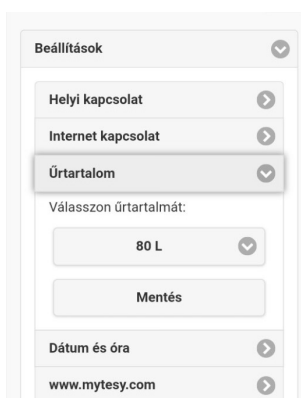 Beállítások
Helyi kapcsolat
Internet kapcsolat
Űrtartalom
Válasszon űrtartalmát:
80 L
Mentés
Dátum és óra
www.mytesy.com